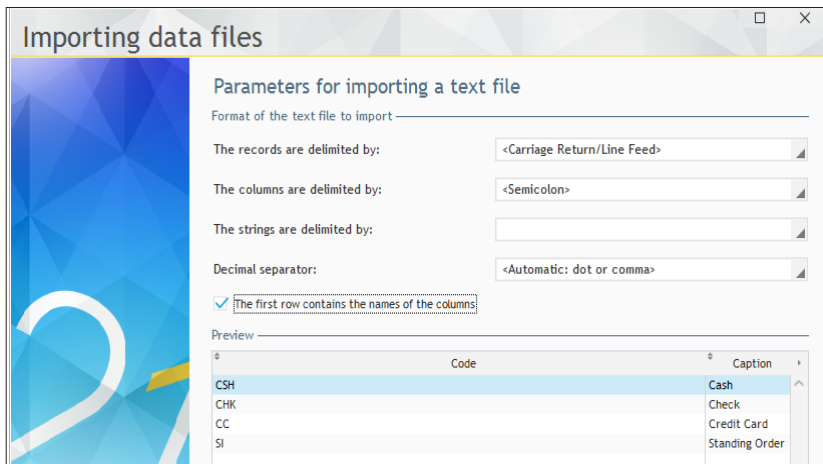 Importing data files
Parameters for importing a text file
Format of the text file to import
The records are delimited by: <Carriage Return/Line Feed>
The columns are delimited by: <Semicolon>
The strings are delimited by:
Decimal separator: <Automatic: dot or comma>
The first row contains the names of the columns
Preview
Code Caption
CSH Cash
CHK Check
CC Credit Card
SI Standing Order